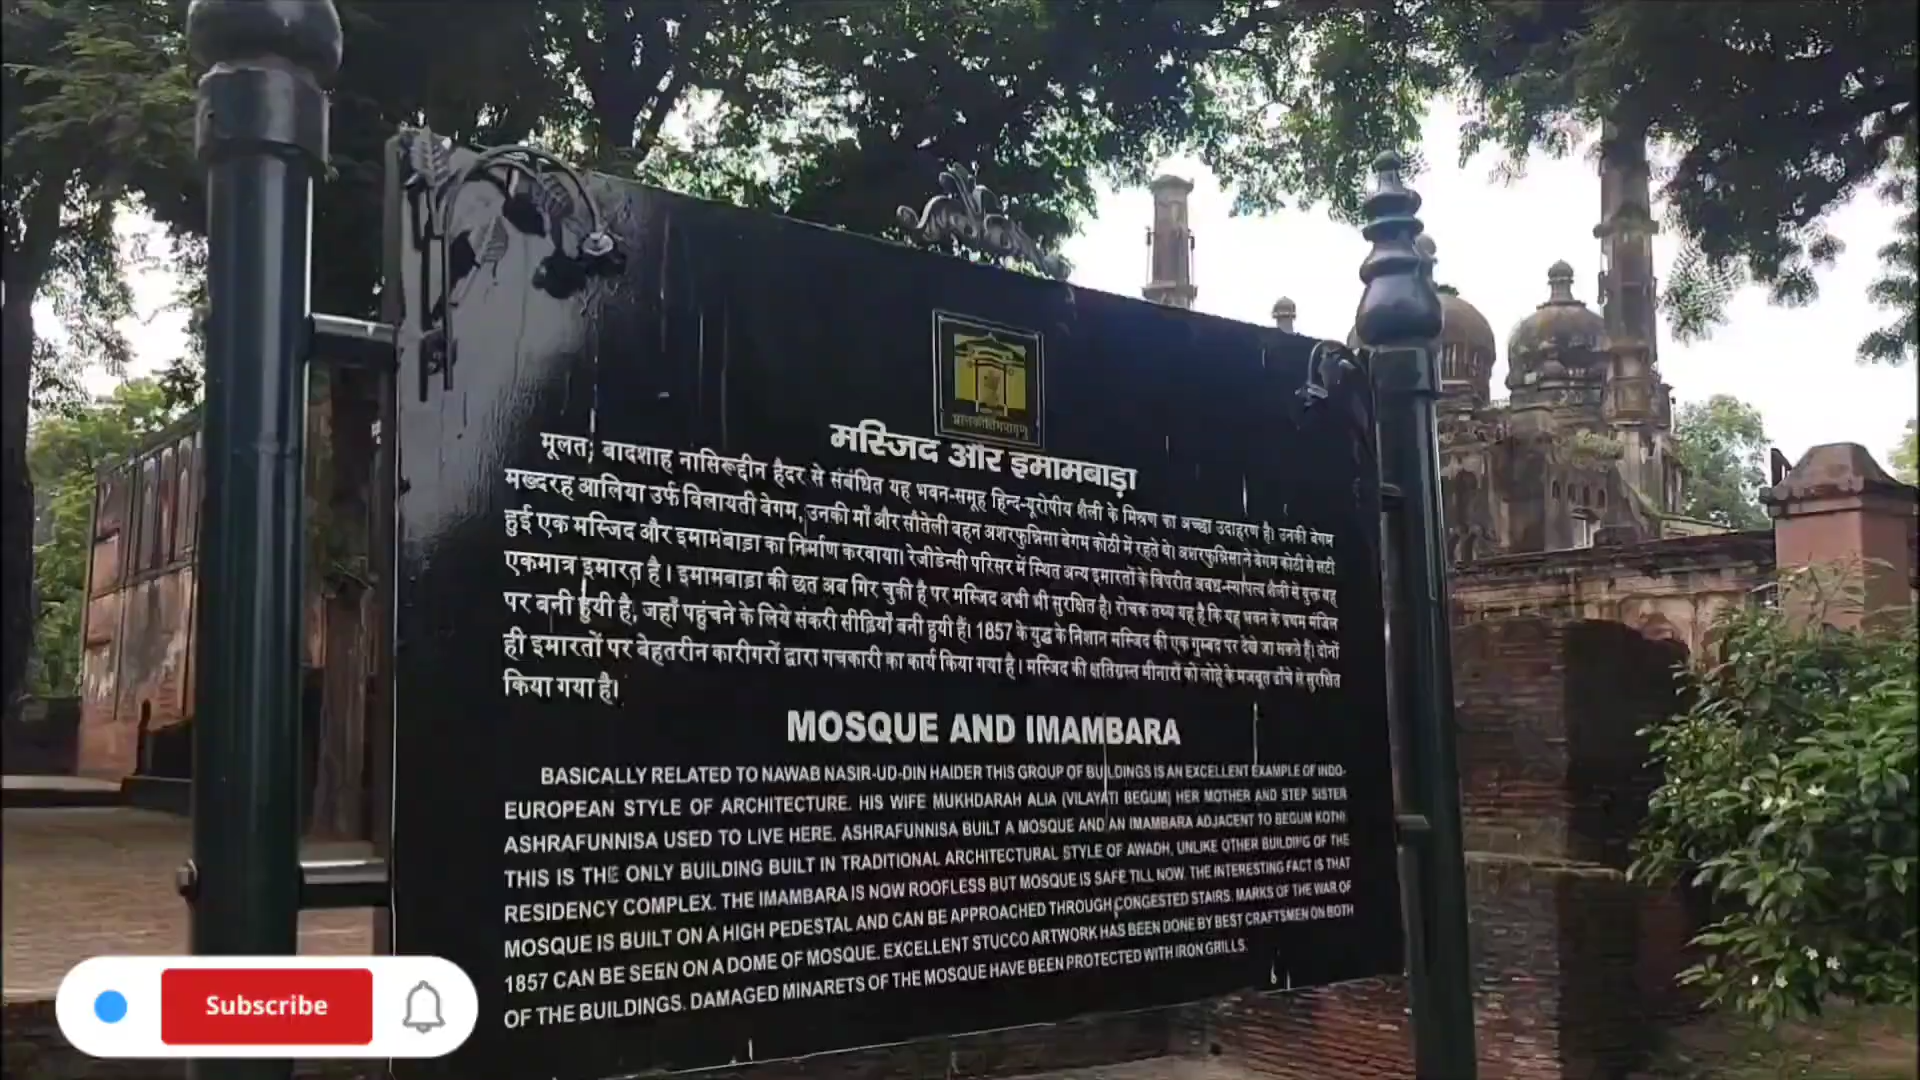 मस्जिद और इमामबाड़ा
मूलत; बादशाह नासिरूद्दीन हैदर से संबंधित यह भवन-समूह हिन्द-यूरोपीय शैली के मिश्रण का अच्छा उदाहरण है। उनकी बेगम
मख्दरह आलिया उर्फ विलायती बेगम, उनकी माँ और सौतेली बहन अशरफुन्निसा बेगम कोठी में रहते थे। अशरफुन्निसा ने बेगम कोठी से सटी
हुई एक मस्जिद और इमामंबाड़ा का निर्माण करवाया। रेजीडेन्सी परिसर में स्थित अन्य इमारतों के विपरीत अवध-स्थापत्य शैली में युक्त यह
एकमात्र इमारत है। इमामबाड़ा की छत अब गिर चुकी है पर मस्जिद अभी भी सुरक्षित है। रोचक तथ्य यह है कि यह भवन के प्रथम मंजिल
पर बनी हुयी है, जहाँ पहुंचने के लिये संकरी सीढ़ियाँ बनी हुयी हैं। 1857 के युद्ध के निशान मस्जिद की एक गुम्बद पर देखे जा सकते हैं। दोनों
ही इमारतों पर बेहतरीन कारीगरों द्वारा गचकारी का कार्य किया गया है। मस्जिद की क्षतिग्रस्त मीनारों को लोहे के मजबूत ढाँचे से सुरक्षित
किया गया है।
MOSQUE AND IMAMBARA
BASICALLY RELATED TO NAWAB NASIR-UD-DIN HAIDER THIS GROUP OF BUILDINGS IS AN EXCELLENT EXAMPLE OF INDO-
EUROPEAN STYLE OF ARCHITECTURE. HIS WIFE MUKHDARAH ALIA (VILAYATI BEGUM) HER MOTHER AND STEP SISTER
ASHRAFUNNISA USED TO LIVE HERE. ASHRAFUNNISA BUILT A MOSQUE AND AN IMAMBARA ADJACENT TO BEGUM KOTHI
THIS IS THE ONLY BUILDING BUILT IN TRADITIONAL ARCHITECTURAL STYLE OF AWADH, UNLIKE OTHER BUILDING OF THE
RESIDENCY COMPLEX. THE IMAMBARA IS NOW ROOFLESS BUT MOSQUE IS SAFE TILL NOW. THE INTERESTING FACT IS THAT
MOSQUE IS BUILT ON A HIGH PEDESTAL AND CAN BE APPROACHED THROUGH CONGESTED STAIRS. MARKS OF THE WAR OF
1857 CAN BE SEEN ON A DOME OF MOSQUE. EXCELLENT STUCCO ARTWORK HAS BEEN DONE BY BEST CRAFTSMEN ON BOTH
OF THE BUILDINGS. DAMAGED MINARETS OF THE MOSQUE HAVE BEEN PROTECTED WITH IRON GRILLS.
Subscribe